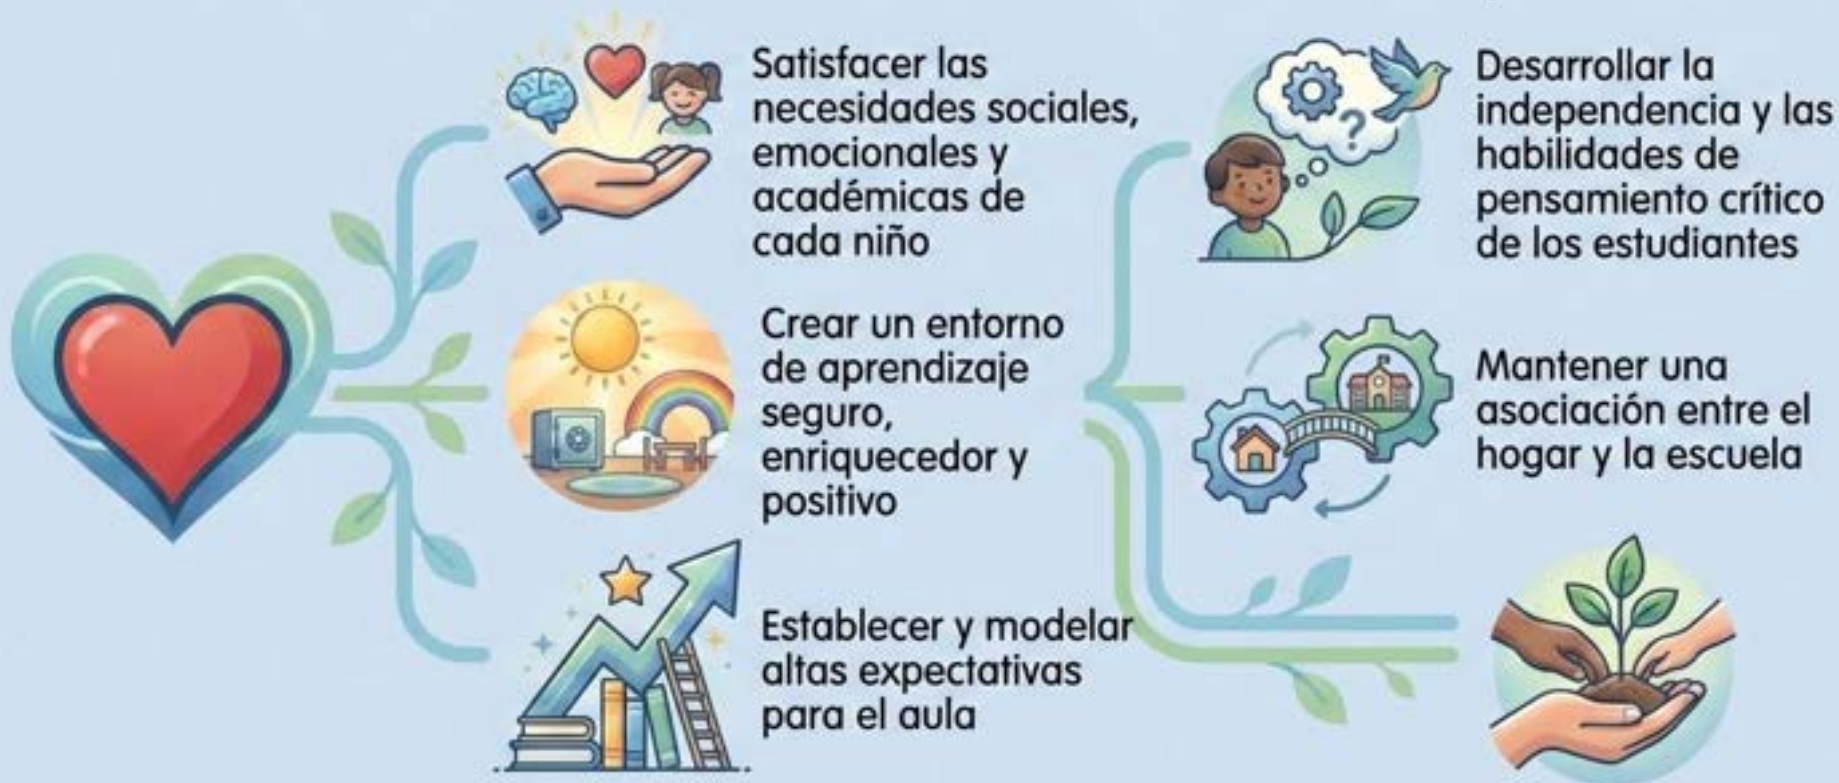 Satisfacer las
necesidades sociales,
emocionales y
académicas de
cada niño
Crear un entorno
de aprendizaje
seguro,
enriquecedor y
positivo
Establecer y modelar
altas expectativas
para el aula
Desarrollar la
independencia y las
habilidades de
pensamiento crítico
de los estudiantes
Mantener una
asociación entre el
hogar y la escuela
?